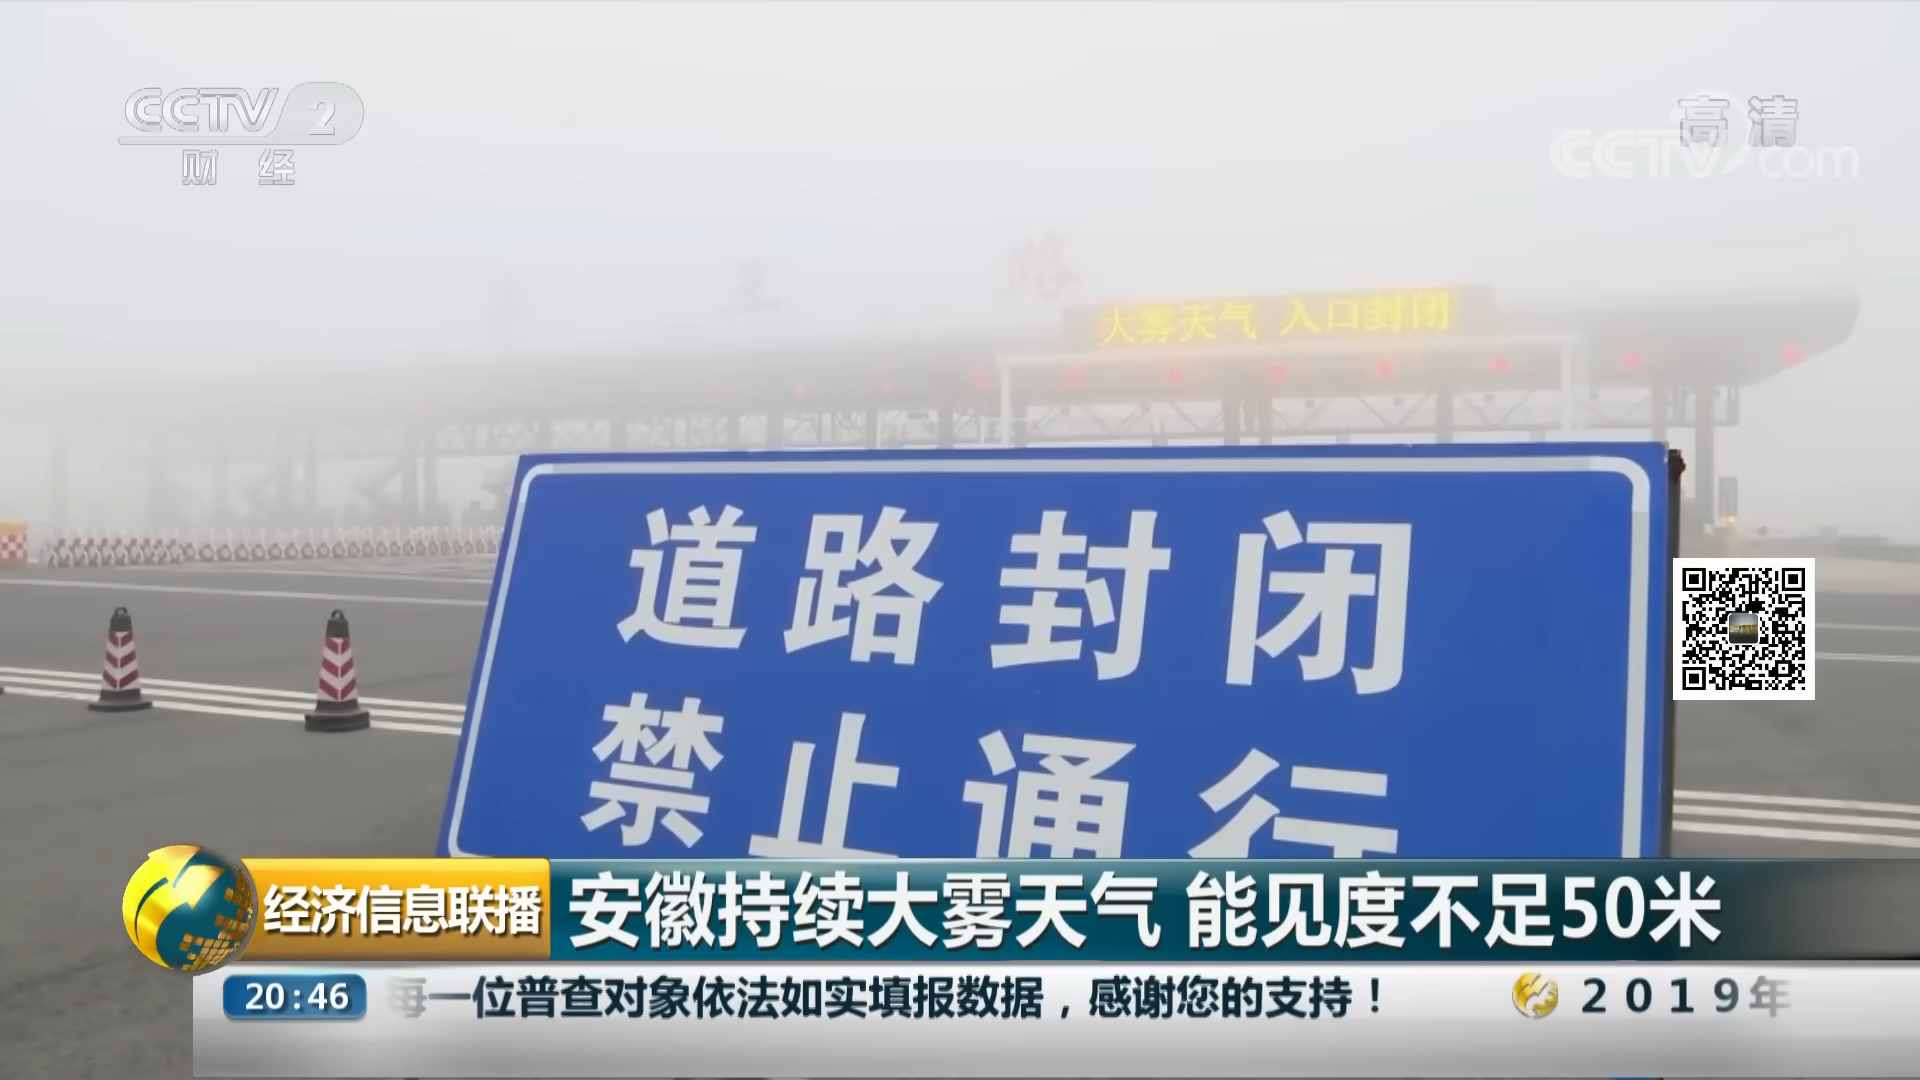 CCTV 2
财经
高清
CCTV.com
路
大雾天气 入口封闭
道路封闭
禁止通行
经济信息联播
安徽持续大雾天气 能见度不足50米
20:46
每一位普查对象依法如实填报数据，感谢您的支持！
2019年